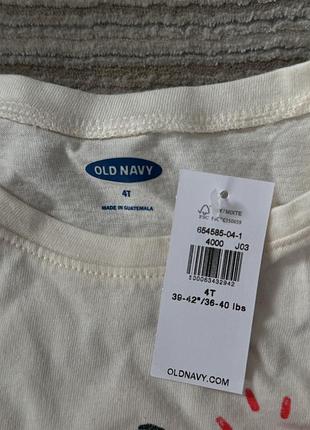 OLD NAVY
4T
MADE IN GUATEMALA
MIXTE
654585-04-1
4000 J03
4T
39-42"/36-40 lbs
OLDNAVY.COM